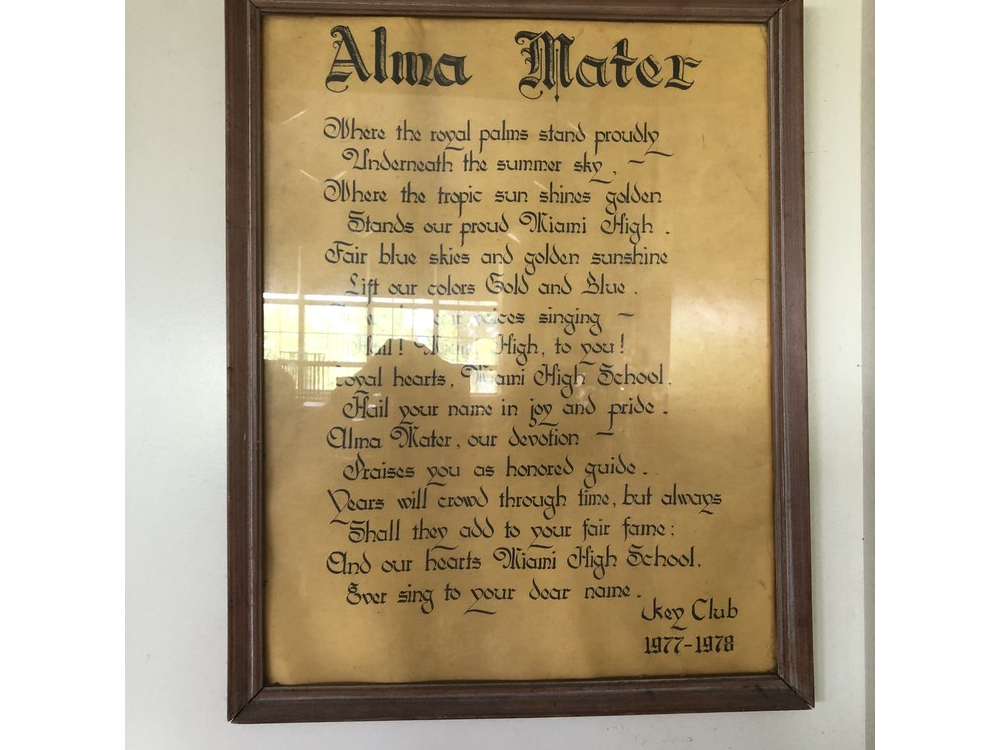 Alma Mater
Where the royal palms stand proudly
Underneath the summer sky, -
Where the tropic sun shines golden
Stands our proud Miami High.
Fair blue skies and golden sunshine
Lift our colors Gold and Blue.
our voices singing -
Hail! Miami High, to you!
Loyal hearts, Miami High School,
Hail your name in joy and pride.
Alma Mater, our devotion -
Praises you as honored guide.
Years will crowd through time, but always
Shall they add to your fair fame:
And our hearts Miami High School,
Ever sing to your dear name.
Key Club
1977-1978